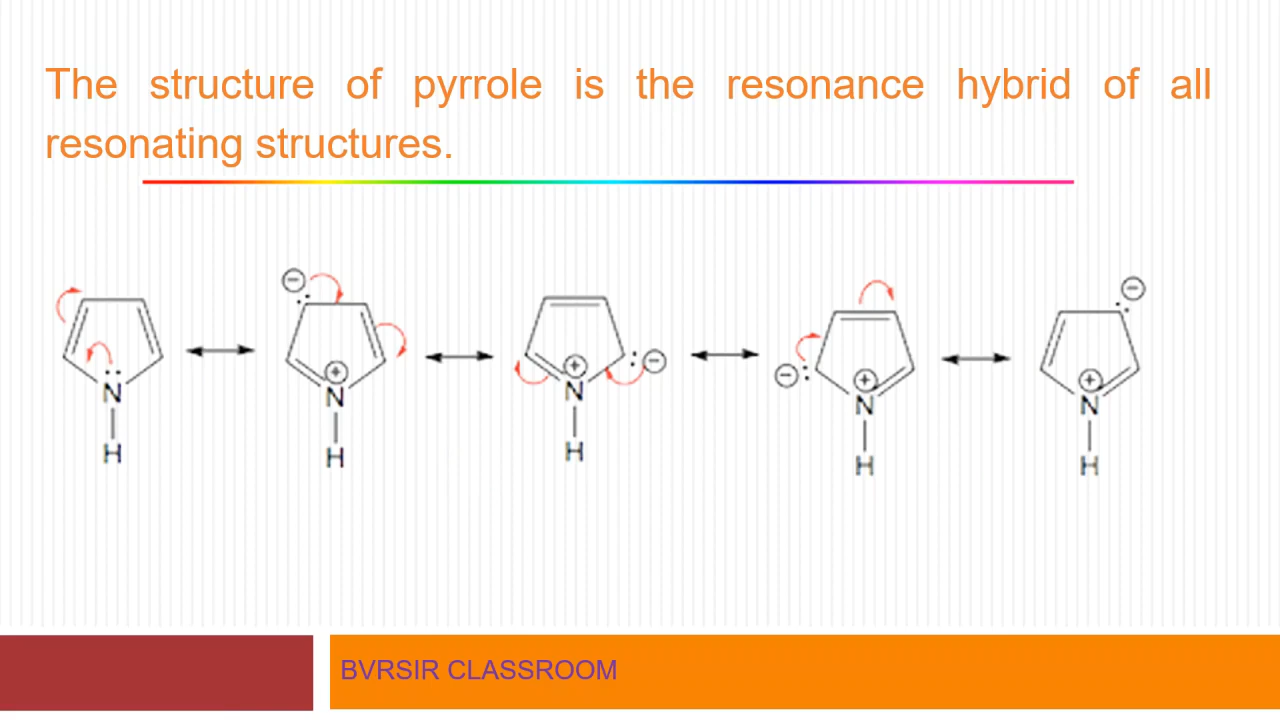 The structure of pyrrole is the resonance hybrid of all
resonating structures.
⊖ ⊖
N ⊕ N ⊕ N ⊖ ⊖ ⊕ N ⊕ N
H H H H H
BVRSIR CLASSROOM